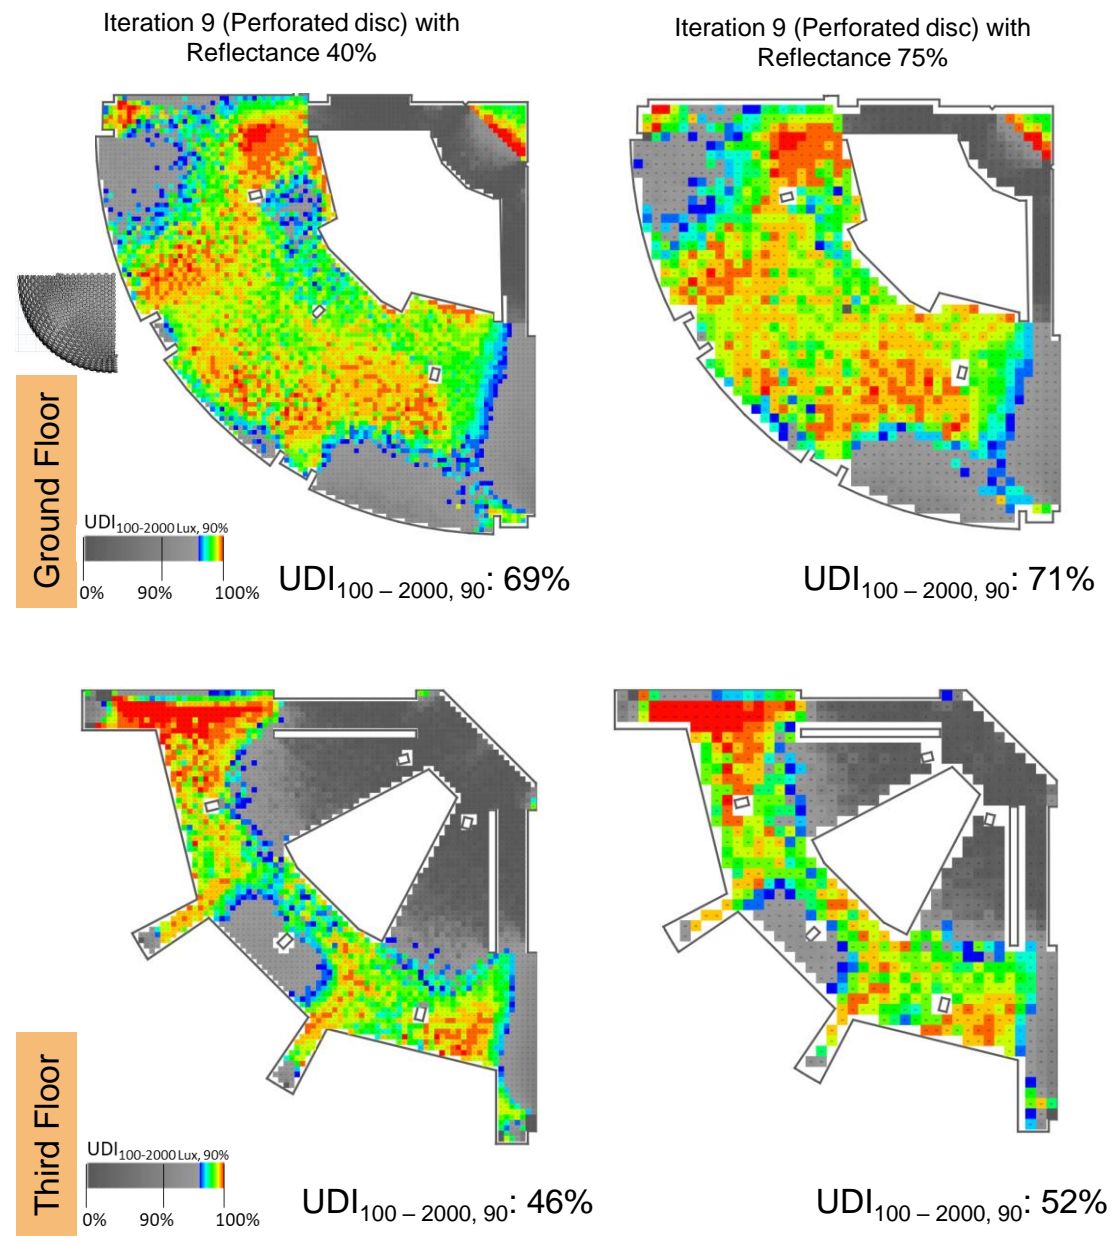 Iteration 9 (Perforated disc) with
Reflectance 40%
Iteration 9 (Perforated disc) with
Reflectance 75%
Ground Floor
UDI100-2000 Lux, 90%
0% 90% 100%
UDI100 – 2000, 90: 69%
UDI100 – 2000, 90: 71%
Third Floor
UDI100-2000 Lux, 90%
0% 90% 100%
UDI100 – 2000, 90: 46%
UDI100 – 2000, 90: 52%